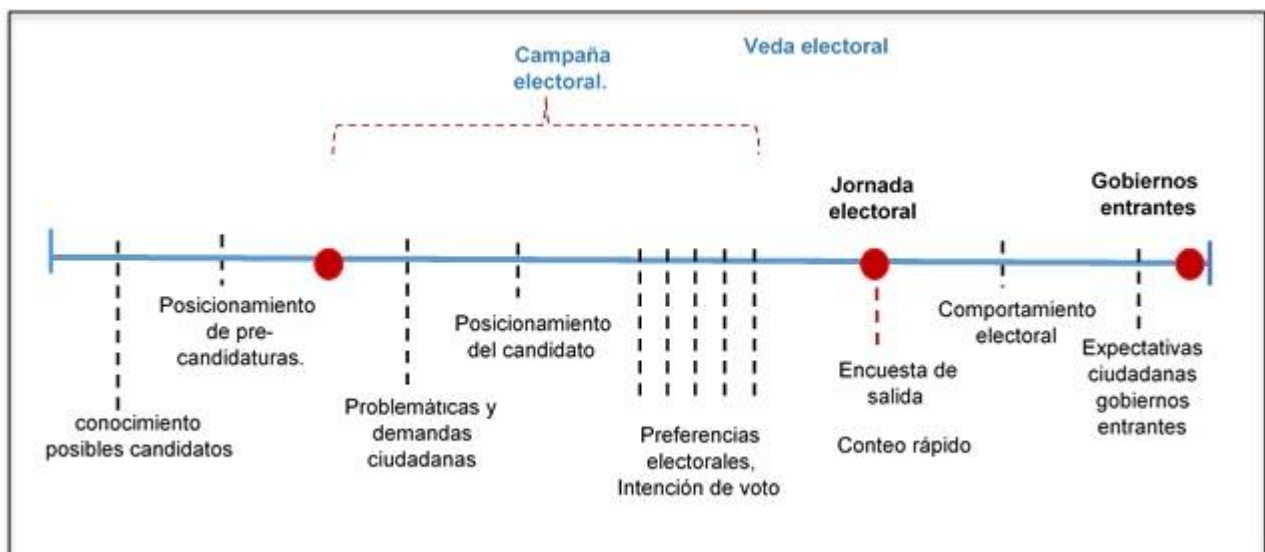 Campaña
electoral.
Veda electoral
Jornada
electoral
Gobiernos
entrantes
conocimiento
posibles candidatos
Posicionamiento
de pre-
candidaturas.
Problemáticas y
demandas
ciudadanas
Posicionamiento
del candidato
Preferencias
electorales,
Intención de voto
Encuesta de
salida
Conteo rápido
Comportamiento
electoral
Expectativas
ciudadanas
gobiernos
entrantes